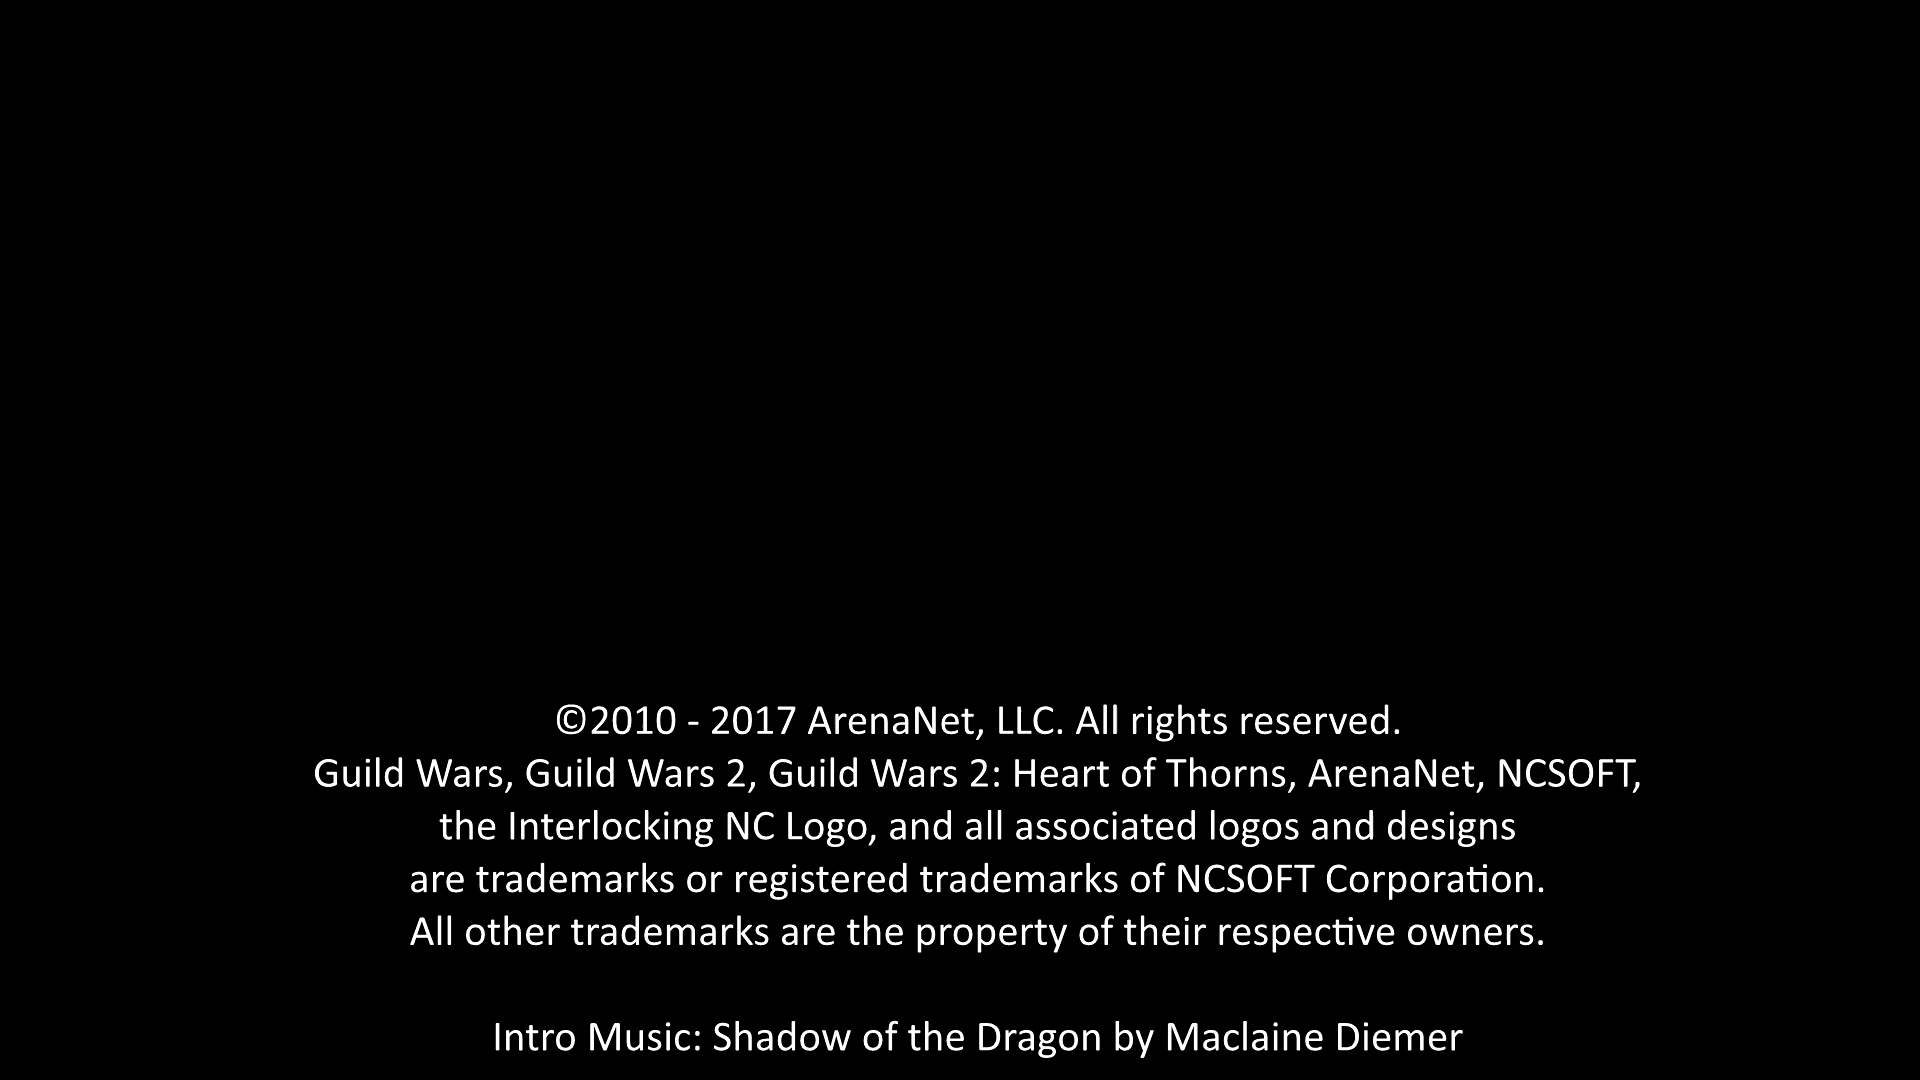 ©2010 - 2017 ArenaNet, LLC. All rights reserved.
Guild Wars, Guild Wars 2, Guild Wars 2: Heart of Thorns, ArenaNet, NCSOFT,
the Interlocking NC Logo, and all associated logos and designs
are trademarks or registered trademarks of NCSOFT Corporation.
All other trademarks are the property of their respective owners.
Intro Music: Shadow of the Dragon by Maclaine Diemer